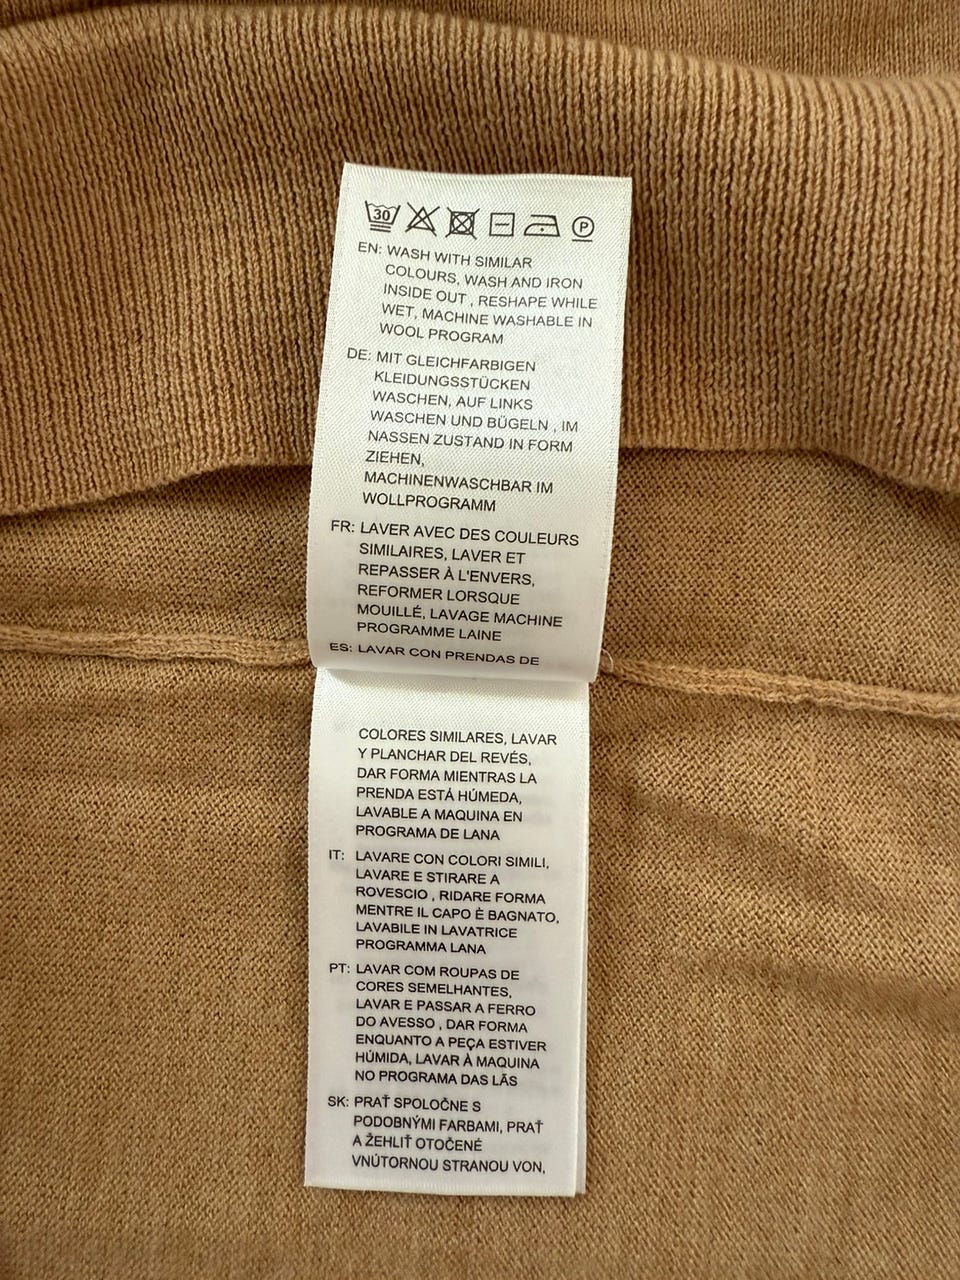 30 P
EN: WASH WITH SIMILAR
COLOURS, WASH AND IRON
INSIDE OUT , RESHAPE WHILE
WET, MACHINE WASHABLE IN
WOOL PROGRAM
DE: MIT GLEICHFARBIGEN
KLEIDUNGSSTÜCKEN
WASCHEN, AUF LINKS
WASCHEN UND BÜGELN , IM
NASSEN ZUSTAND IN FORM
ZIEHEN,
MACHINENWASCHBAR IM
WOLLPROGRAMM
FR: LAVER AVEC DES COULEURS
SIMILAIRES, LAVER ET
REPASSER À L'ENVERS,
REFORMER LORSQUE
MOUILLÉ, LAVAGE MACHINE
PROGRAMME LAINE
ES: LAVAR CON PRENDAS DE
COLORES SIMILARES, LAVAR
Y PLANCHAR DEL REVÉS,
DAR FORMA MIENTRAS LA
PRENDA ESTÁ HÚMEDA,
LAVABLE A MAQUINA EN
PROGRAMA DE LANA
IT: LAVARE CON COLORI SIMILI,
LAVARE E STIRARE A
ROVESCIO , RIDARE FORMA
MENTRE IL CAPO È BAGNATO,
LAVABILE IN LAVATRICE
PROGRAMMA LANA
PT: LAVAR COM ROUPAS DE
CORES SEMELHANTES,
LAVAR E PASSAR A FERRO
DO AVESSO , DAR FORMA
ENQUANTO A PEÇA ESTIVER
HÚMIDA, LAVAR À MAQUINA
NO PROGRAMA DAS LÃS
SK: PRAŤ SPOLOČNE S
PODOBNÝMI FARBAMI, PRAŤ
A ŽEHLIŤ OTOČENÉ
VNÚTORNOU STRANOU VON,